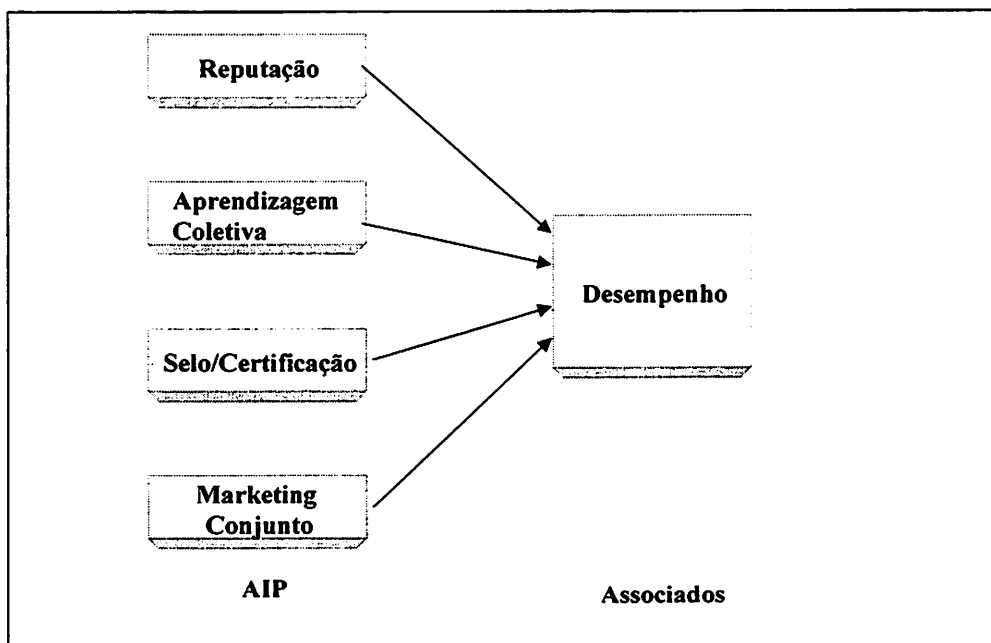 Reputação
Aprendizagem
Coletiva
Desempenho
Selo/Certificação
Marketing
Conjunto
AIP
Associados